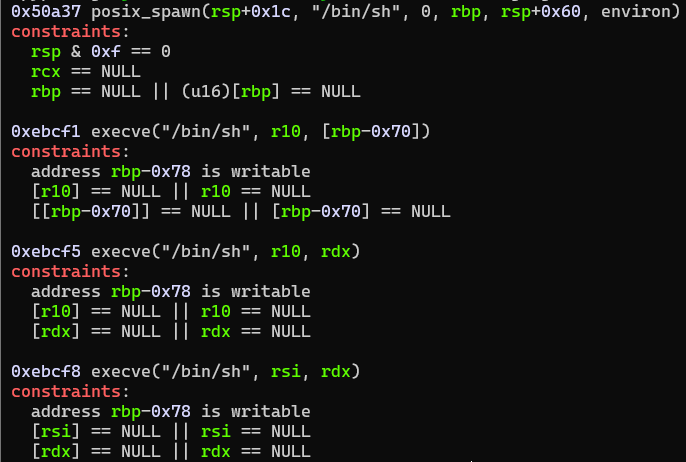 0x50a37 posix_spawn(rsp+0x1c, "/bin/sh", 0, rbp, rsp+0x60, environ)
constraints:
  rsp & 0xf == 0
  rcx == NULL
  rbp == NULL || (u16)[rbp] == NULL

0xebcf1 execve("/bin/sh", r10, [rbp-0x70])
constraints:
  address rbp-0x78 is writable
  [r10] == NULL || r10 == NULL
  [[rbp-0x70]] == NULL || [rbp-0x70] == NULL

0xebcf5 execve("/bin/sh", r10, rdx)
constraints:
  address rbp-0x78 is writable
  [r10] == NULL || r10 == NULL
  [rdx] == NULL || rdx == NULL

0xebcf8 execve("/bin/sh", rsi, rdx)
constraints:
  address rbp-0x78 is writable
  [rsi] == NULL || rsi == NULL
  [rdx] == NULL || rdx == NULL